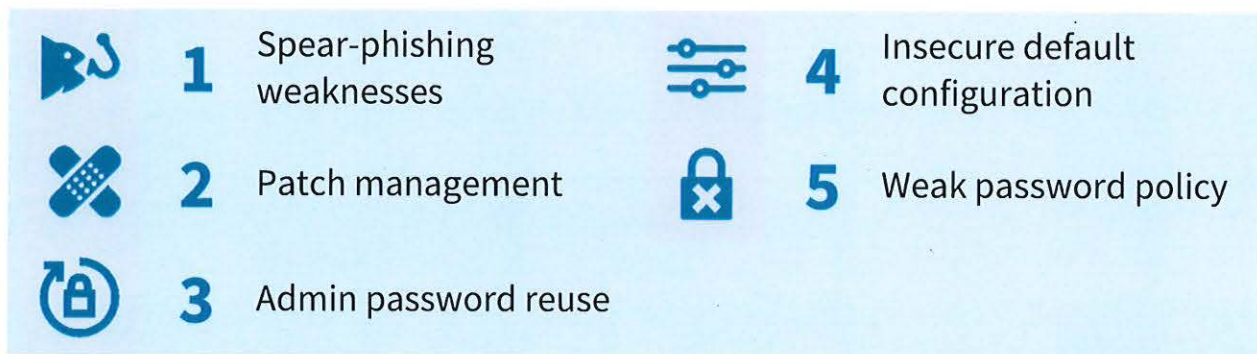 1 Spear-phishing
weaknesses
2 Patch management
3 Admin password reuse
4 Insecure default
configuration
5 Weak password policy